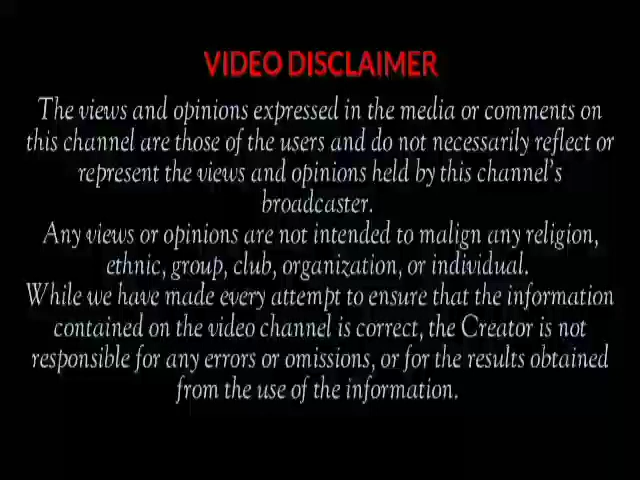 VIDEO DISCLAIMER
The views and opinions expressed in the media or comments on
this channel are those of the users and do not necessarily reflect or
represent the views and opinions held by this channel's
broadcaster.
Any views or opinions are not intended to malign any religion,
ethnic, group, club, organization, or individual.
While we have made every attempt to ensure that the information
contained on the video channel is correct, the Creator is not
responsible for any errors or omissions, or for the results obtained
from the use of the information.